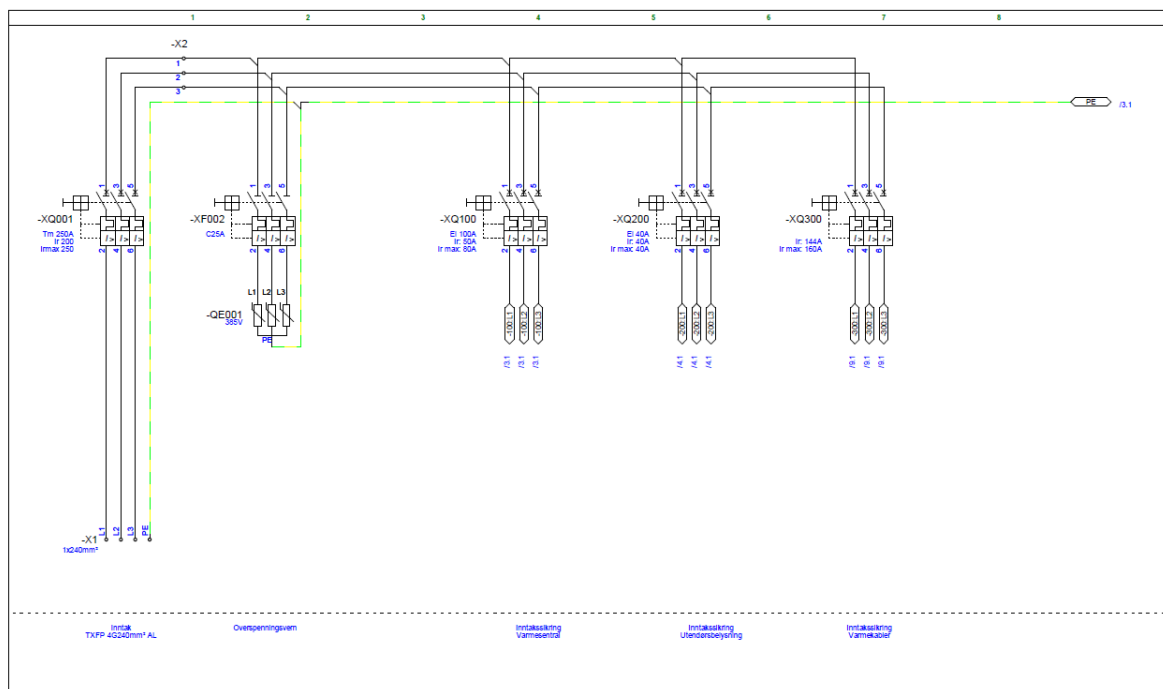 1 2 3 4 5 6 7 8
-X2
1
2
3
PE /3.1
1 3 5
1 3 5
1 3 5
1 3 5
1 3 5
-XQ001
Tm 250A
Ir 200
Irmax 250
2 4 6
-XF002
C25A
2 4 6
-XQ100
El 100A
Ir: 50A
Ir max: 80A
2 4 6
-XQ200
El 40A
Ir: 40A
Ir max: 40A
2 4 6
-XQ300
Ir: 144A
Ir max: 160A
2 4 6
I> I> I>
I> I> I>
I> I> I>
I> I> I>
I> I> I>
L1 L2 L3
-QE001
385V
PE
-100 L1 -100 L2 -100 L3
/3.1 /3.1 /3.1
-200 L1 -200 L2 -200 L3
/4.1 /4.1 /4.1
-300 L1 -300 L2 -300 L3
/9.1 /9.1 /9.1
L1 L2 L3 PE
-X1
1x240mm²
Inntak
TXFP 4G240mm² AL
Overspenningsvern
Inntakssikring
Varmesentral
Inntakssikring
Utendørsbelysning
Inntakssikring
Varmekabler